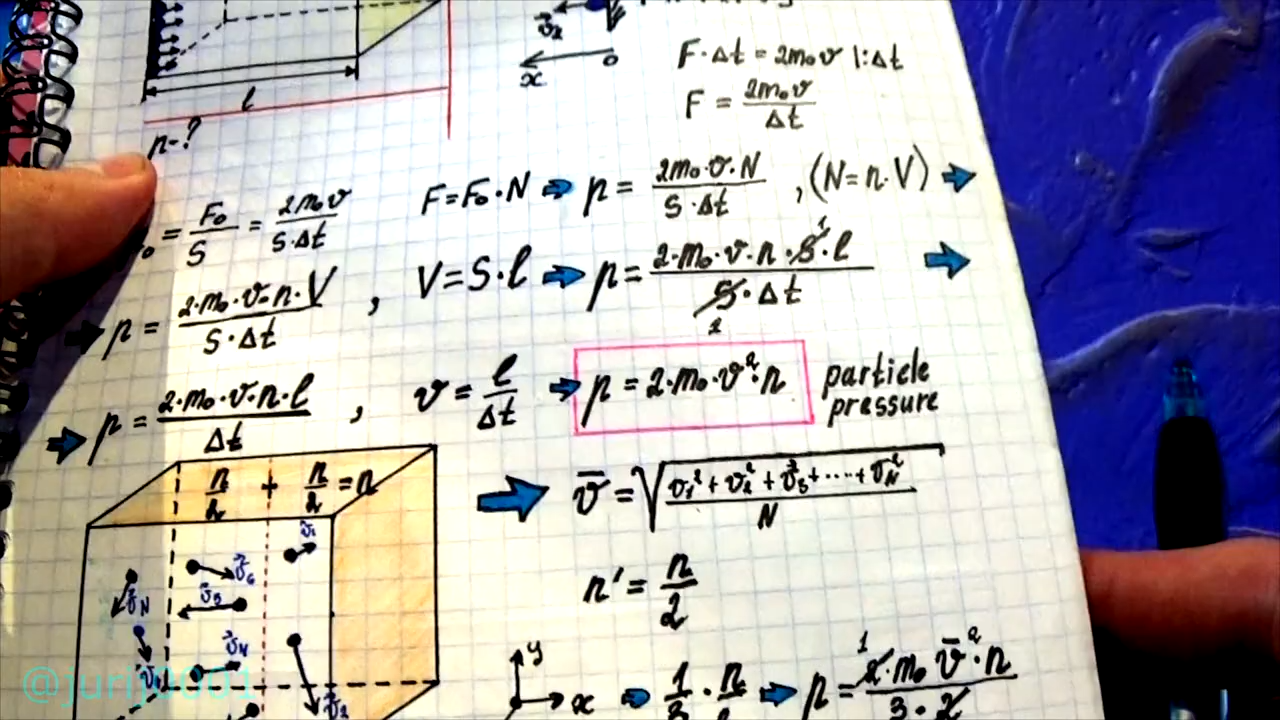 v̄ₓ
x 0
F·Δt = 2m₀v |:Δt
F = 2m₀v/Δt
l
p-?
= F₀/S = 2m₀v/S·Δt
F=F₀·N ⇒ p = 2m₀·v·N/S·Δt , (N=n·V) ⇒
⇒ p = 2·m₀·v·n·V/S·Δt , V=S·l ⇒ p = 2·m₀·v·n·S·l/S·Δt ⇒
⇒ p = 2·m₀·v·n·l/Δt , v = l/Δt ⇒ p = 2·m₀·v²·n particle pressure
n/2 + n/2 = n
⇒ v̄ = √(v₁² + v₂² + v₃² + ···· + v_N²/N)
n' = n/2
y
x ⇒ 1/3 · n/2 ⇒ p = 2·m₀ v̄²·n/3·2
@jurij0001